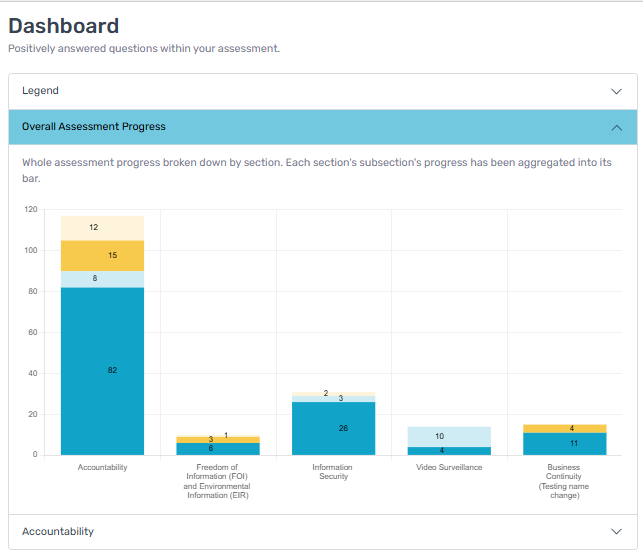 Dashboard
Positively answered questions within your assessment.
Legend
Overall Assessment Progress
Whole assessment progress broken down by section. Each section's subsection's progress has been aggregated into its
bar.
120
100
80
60
40
20
0
12
15
8
82
1
3
6
2
3
26
10
4
4
11
Accountability
Freedom of
Information (FOI)
and Environmental
Information (EIR)
Information
Security
Video Surveillance
Business
Continuity
(Testing name
change)
Accountability